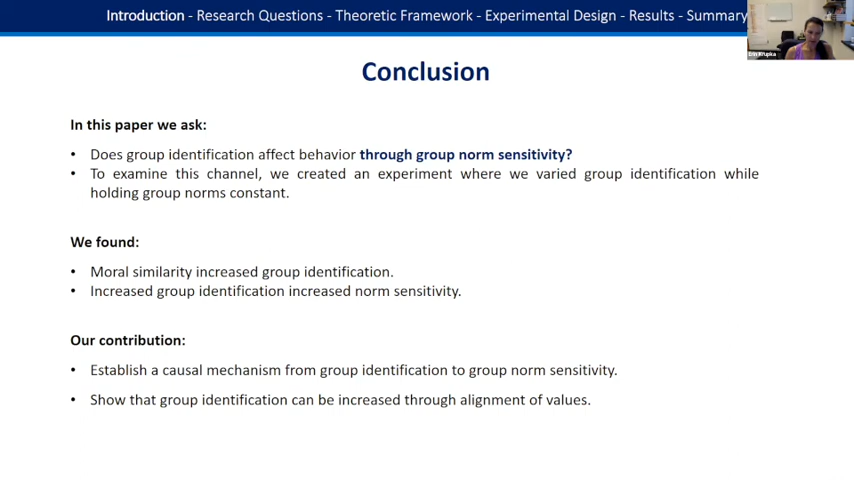 Introduction - Research Questions - Theoretic Framework - Experimental Design - Results - Summary
Erin Krupka
Conclusion
In this paper we ask:
• Does group identification affect behavior through group norm sensitivity?
• To examine this channel, we created an experiment where we varied group identification while
holding group norms constant.
We found:
• Moral similarity increased group identification.
• Increased group identification increased norm sensitivity.
Our contribution:
• Establish a causal mechanism from group identification to group norm sensitivity.
• Show that group identification can be increased through alignment of values.